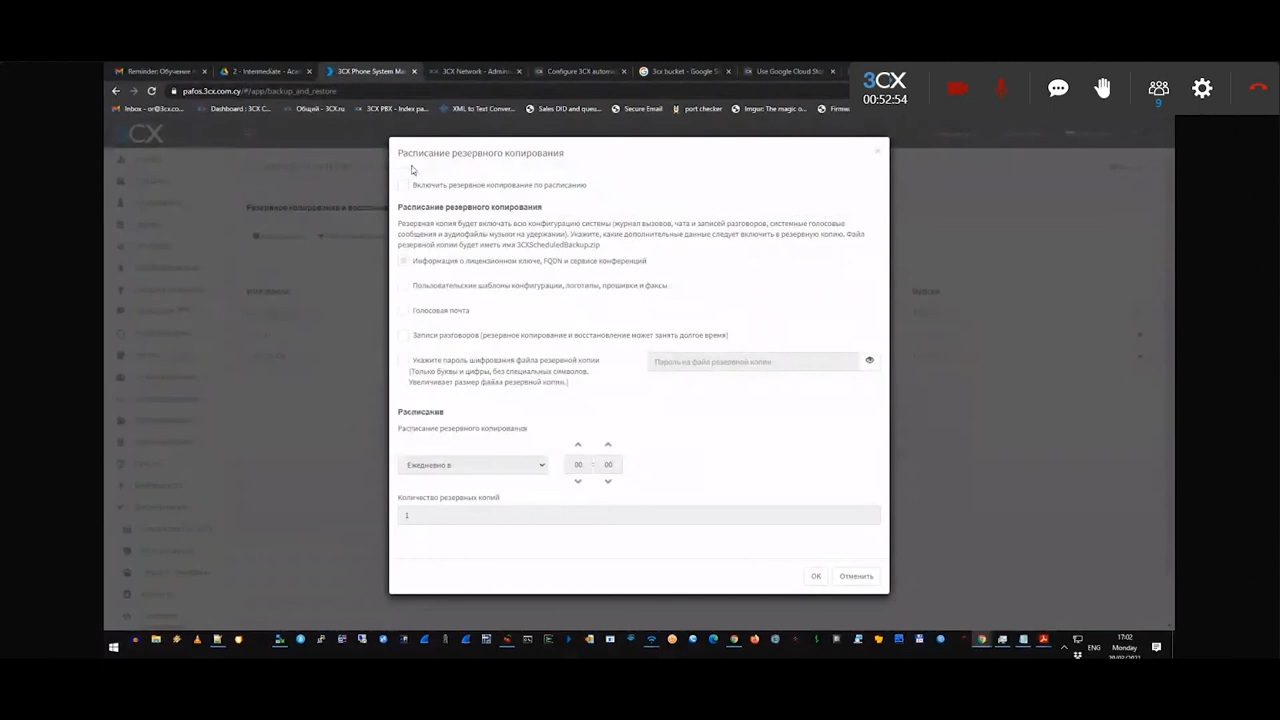 Reminder: Обучение
2 - Intermediate - Aca
3CX Phone System Ma
3CX Network - Admin
Configure 3CX autom
3cx bucket - Google S
Use Google Cloud Sto
3CX
00:52:54
9
pafos.3cx.com.cy/#/app/backup_and_restore
Inbox - or@3cx.co...
Dashboard : 3CX C...
Общий - 3CX.ru
3CX PBX - Index pa...
XML to Text Conver...
Sales DID and queu...
Secure Email
port checker
Imgur: The magic o...
Firmw
3CX
Расписание резервного копирования
Включить резервное копирование по расписанию
Расписание резервного копирования
Резервная копия будет включать всю конфигурацию системы (журнал вызовов, чата и записей разговоров, системные голосовые
сообщения и аудиофайлы музыки на удержании). Укажите, какие дополнительные данные следует включить в резервную копию. Файл
резервной копии будет иметь имя 3CXScheduledBackup.zip
Информация о лицензионном ключе, FQDN и сервисе конференций
Пользовательские шаблоны конфигурации, логотипы, прошивки и факсы
Голосовая почта
Записи разговоров (резервное копирование и восстановление может занять долгое время)
Укажите пароль шифрования файла резервной копии
(Только буквы и цифры, без специальных символов.
Увеличивает размер файла резервной копии.)
Пароль на файл резервной копии
Расписание
Расписание резервного копирования
Ежедневно в
00 : 00
Количество резервных копий
1
OK
Отменить
Резервное копирование и восстан
17:02
ENG
Monday